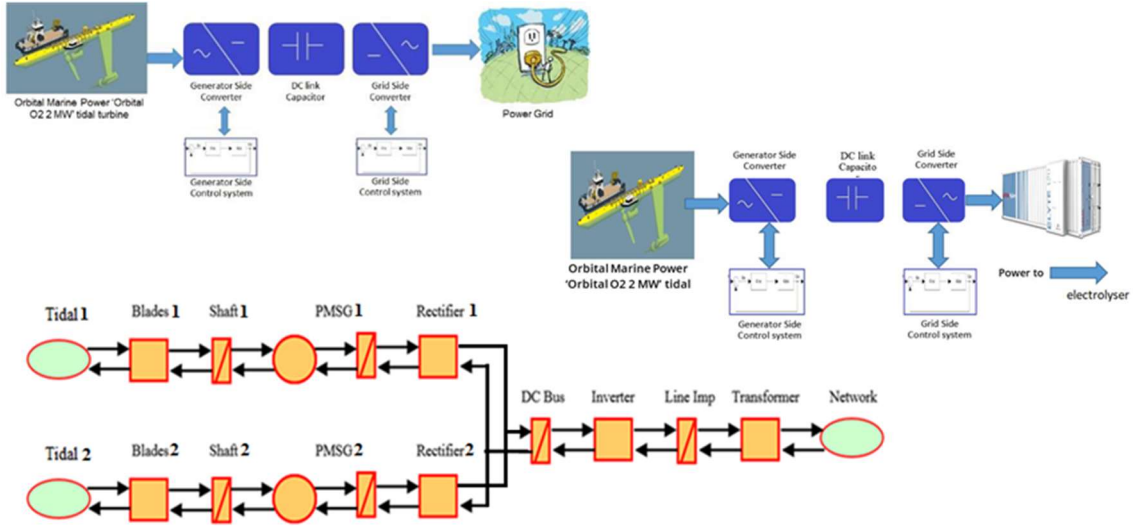 Orbital Marine Power 'Orbital
O2 2 MW' tidal turbine
Generator Side
Converter
DC link
Capacitor
Grid Side
Converter
Power Grid
Generator Side
Control system
Grid Side
Control system
Generator Side
Converter
DC link
Capacito
Grid Side
Converter
Orbital Marine Power
'Orbital O2 2 MW' tidal
Power to
electrolyser
Generator Side
Control system
Grid Side
Control system
Tidal 1
Blades 1
Shaft 1
PMSG 1
Rectifier 1
DC Bus
Inverter
Line Imp
Transformer
Network
Tidal 2
Blades 2
Shaft 2
PMSG 2
Rectifier 2